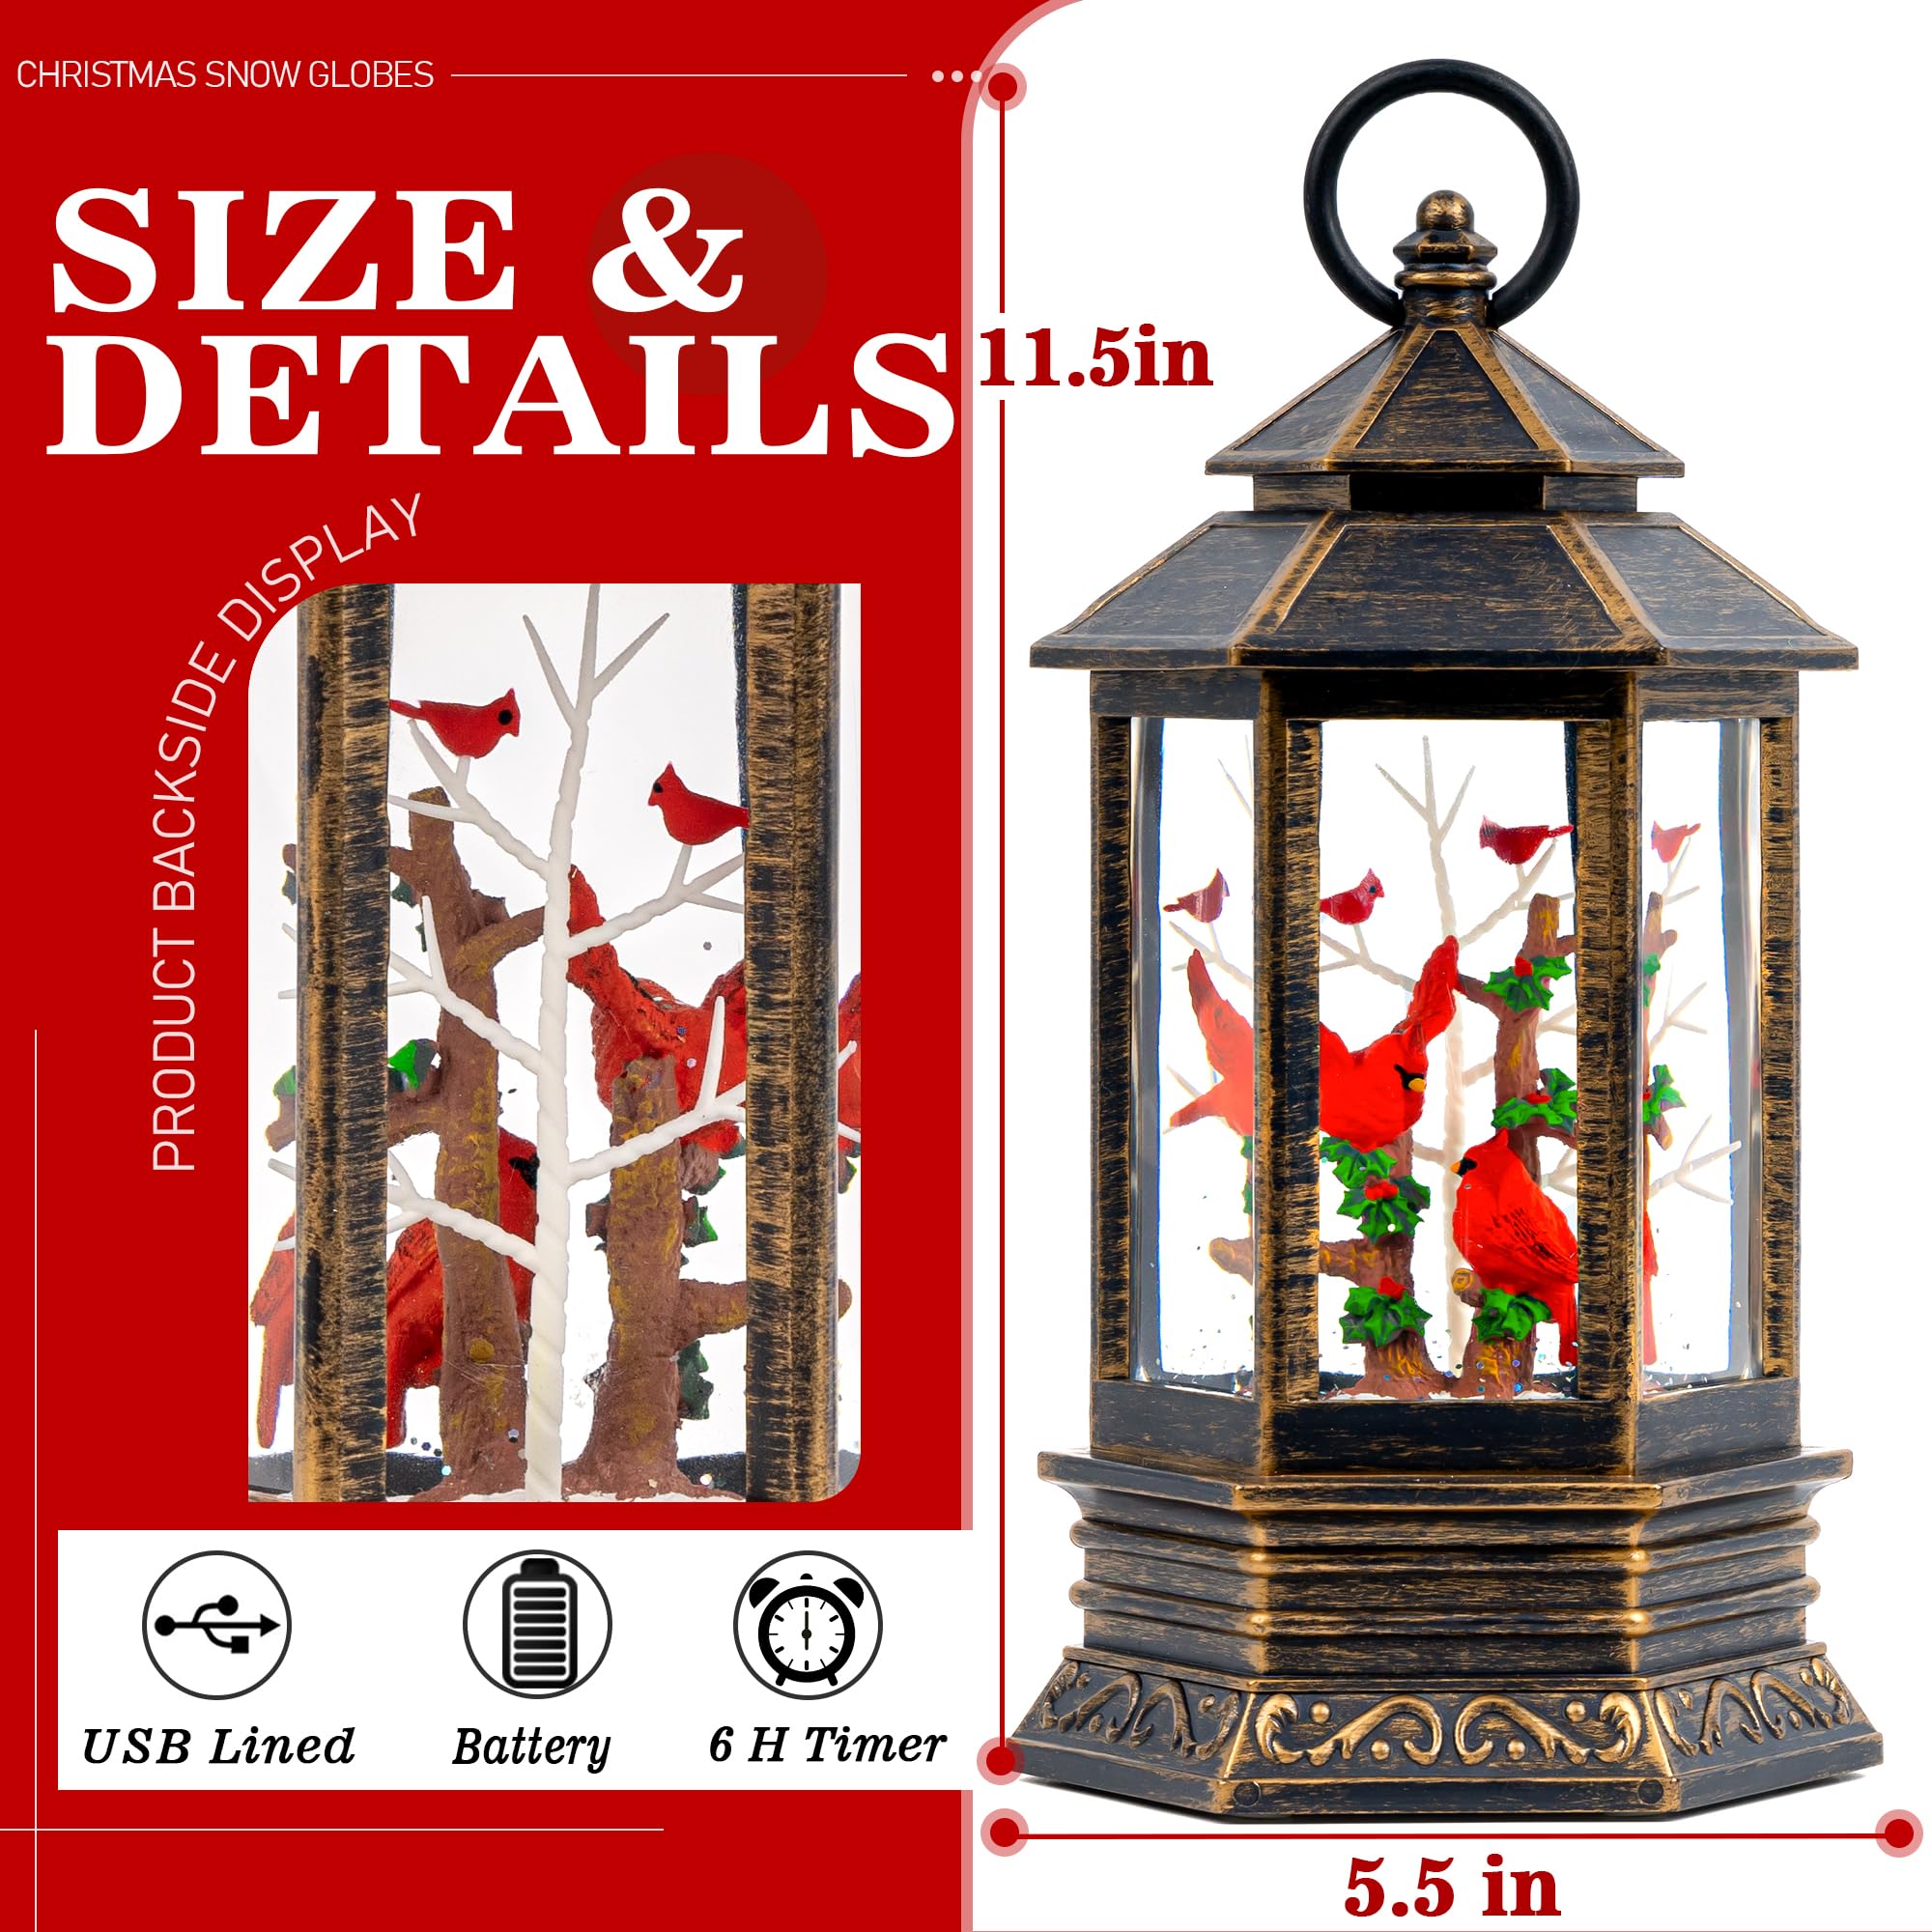 CHRISTMAS SNOW GLOBES
SIZE &
DETAILS
11.5in
PRODUCT BACKSIDE DISPLAY
USB Lined
Battery
6 H Timer
5.5 in